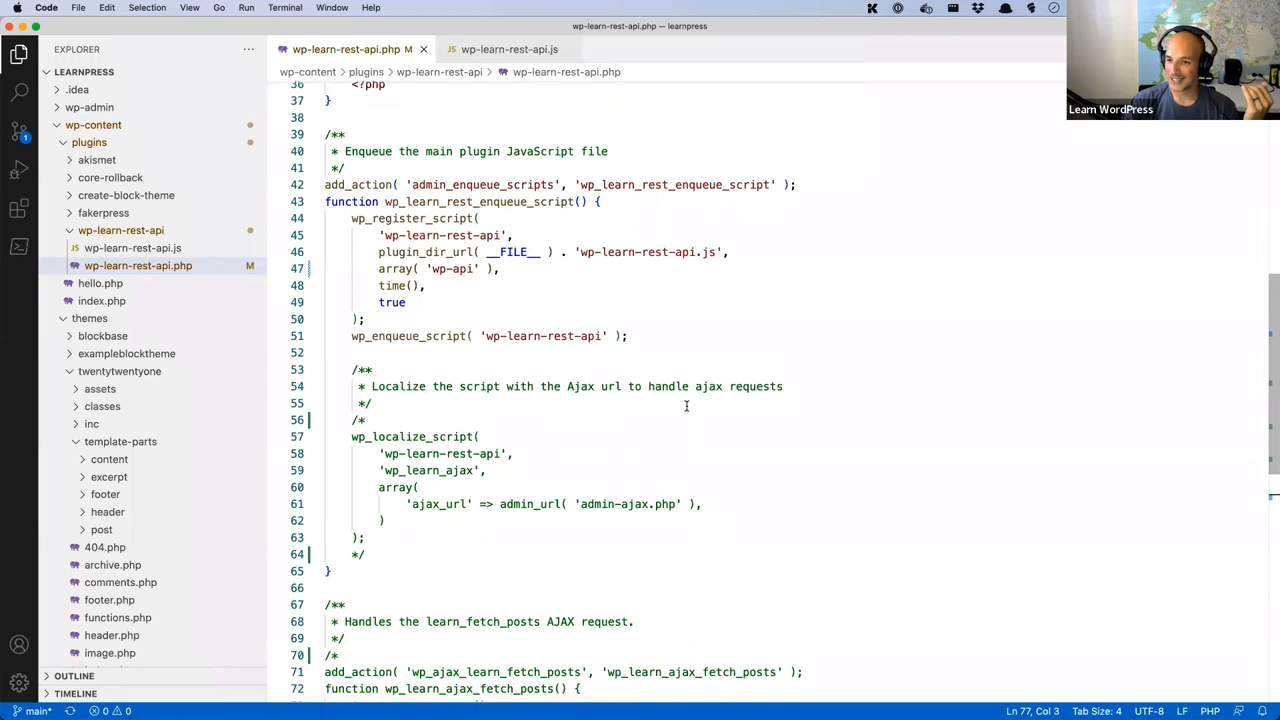 Code File Edit Selection View Go Run Terminal Window Help
wp-learn-rest-api.php — learnpress
EXPLORER
LEARNPRESS
.idea
wp-admin
wp-content
plugins
akismet
core-rollback
create-block-theme
fakerpress
wp-learn-rest-api
JS wp-learn-rest-api.js
wp-learn-rest-api.php M
hello.php
index.php
themes
blockbase
exampleblocktheme
twentytwentyone
assets
classes
inc
template-parts
content
excerpt
footer
header
post
404.php
archive.php
comments.php
footer.php
functions.php
header.php
image.php
OUTLINE
TIMELINE
wp-learn-rest-api.php M JS wp-learn-rest-api.js
wp-content > plugins > wp-learn-rest-api > wp-learn-rest-api.php
36 <?php
37 }
38
39 /**
40 * Enqueue the main plugin JavaScript file
41 */
42 add_action( 'admin_enqueue_scripts', 'wp_learn_rest_enqueue_script' );
43 function wp_learn_rest_enqueue_script() {
44 wp_register_script(
45 'wp-learn-rest-api',
46 plugin_dir_url( __FILE__ ) . 'wp-learn-rest-api.js',
47 array( 'wp-api' ),
48 time(),
49 true
50 );
51 wp_enqueue_script( 'wp-learn-rest-api' );
52
53 /**
54 * Localize the script with the Ajax url to handle ajax requests
55 */
56 /*
57 wp_localize_script(
58 'wp-learn-rest-api',
59 'wp_learn_ajax',
60 array(
61 'ajax_url' => admin_url( 'admin-ajax.php' ),
62 )
63 );
64 */
65 }
66
67 /**
68 * Handles the learn_fetch_posts AJAX request.
69 */
70 /*
71 add_action( 'wp_ajax_learn_fetch_posts', 'wp_learn_ajax_fetch_posts' );
72 function wp_learn_ajax_fetch_posts() {
Learn WordPress
main* 0 0 Ln 77, Col 3 Tab Size: 4 UTF-8 LF PHP